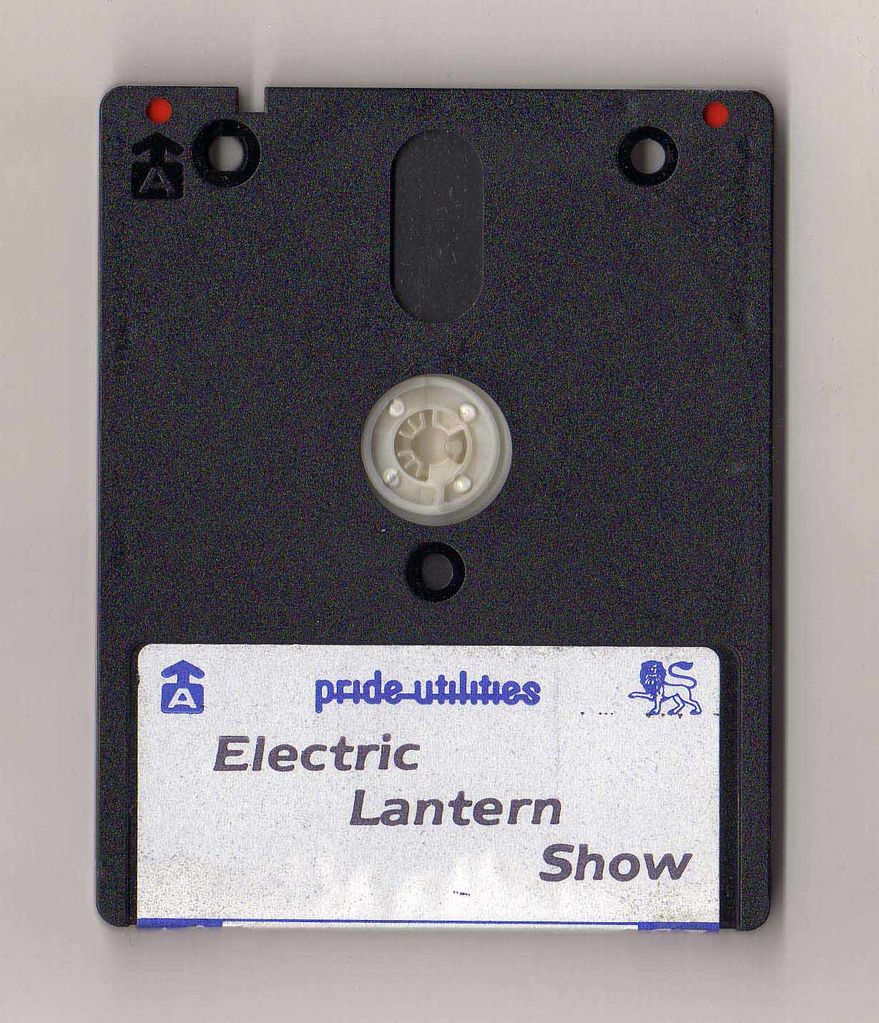 A
A
pride utilities
Electric
Lantern
Show